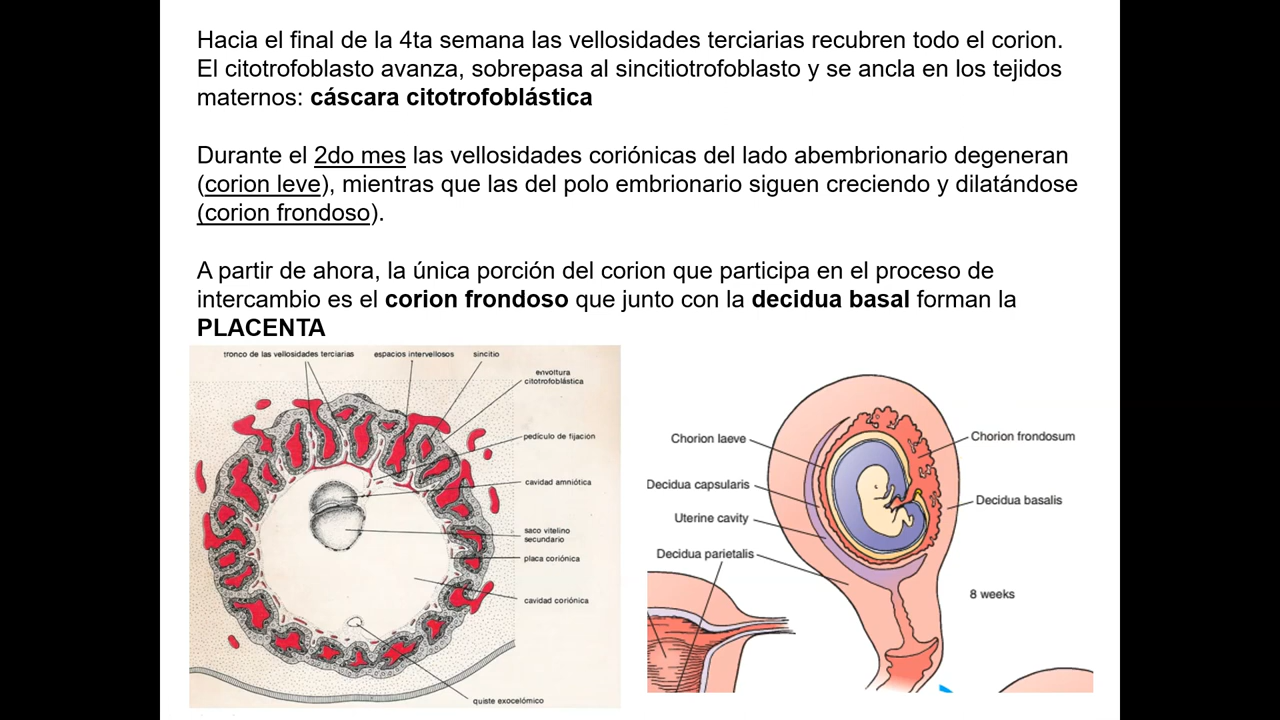 Hacia el final de la 4ta semana las vellosidades terciarias recubren todo el corion.
El citotrofoblasto avanza, sobrepasa al sincitiotrofoblasto y se ancla en los tejidos
maternos: cáscara citotrofoblástica
Durante el 2do mes las vellosidades coriónicas del lado abembrionario degeneran
(corion leve), mientras que las del polo embrionario siguen creciendo y dilatándose
(corion frondoso).
A partir de ahora, la única porción del corion que participa en el proceso de
intercambio es el corion frondoso que junto con la decidua basal forman la
PLACENTA
tronco de las vellosidades terciarias
espacios intervellosos
sincitio
envoltura
citotrofoblástica
pedículo de fijación
cavidad amniótica
saco vitelino
secundario
placa coriónica
cavidad coriónica
quiste exocelómico
Chorion laeve
Chorion frondosum
Decidua capsularis
Decidua basalis
Uterine cavity
Decidua parietalis
8 weeks